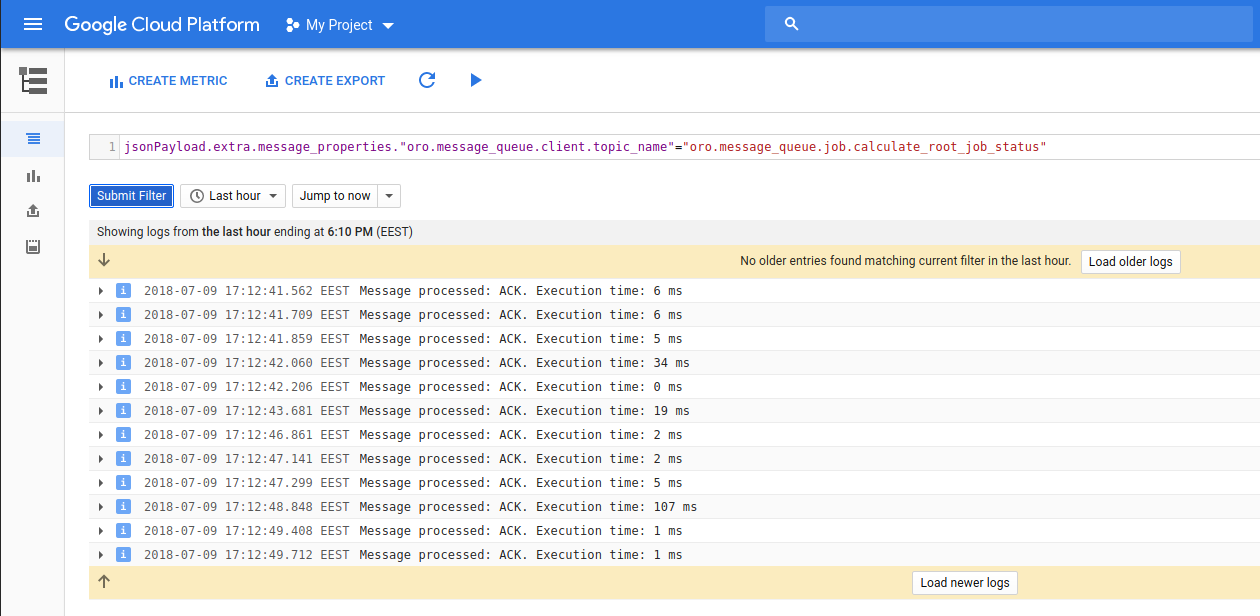 Google Cloud Platform My Project
CREATE METRIC CREATE EXPORT
1 jsonPayload.extra.message_properties."oro.message_queue.client.topic_name"="oro.message_queue.job.calculate_root_job_status"
Submit Filter Last hour Jump to now
Showing logs from the last hour ending at 6:10 PM (EEST)
No older entries found matching current filter in the last hour. Load older logs
i 2018-07-09 17:12:41.562 EEST Message processed: ACK. Execution time: 6 ms
i 2018-07-09 17:12:41.709 EEST Message processed: ACK. Execution time: 6 ms
i 2018-07-09 17:12:41.859 EEST Message processed: ACK. Execution time: 5 ms
i 2018-07-09 17:12:42.060 EEST Message processed: ACK. Execution time: 34 ms
i 2018-07-09 17:12:42.206 EEST Message processed: ACK. Execution time: 0 ms
i 2018-07-09 17:12:43.681 EEST Message processed: ACK. Execution time: 19 ms
i 2018-07-09 17:12:46.861 EEST Message processed: ACK. Execution time: 2 ms
i 2018-07-09 17:12:47.141 EEST Message processed: ACK. Execution time: 2 ms
i 2018-07-09 17:12:47.299 EEST Message processed: ACK. Execution time: 5 ms
i 2018-07-09 17:12:48.848 EEST Message processed: ACK. Execution time: 107 ms
i 2018-07-09 17:12:49.408 EEST Message processed: ACK. Execution time: 1 ms
i 2018-07-09 17:12:49.712 EEST Message processed: ACK. Execution time: 1 ms
Load newer logs